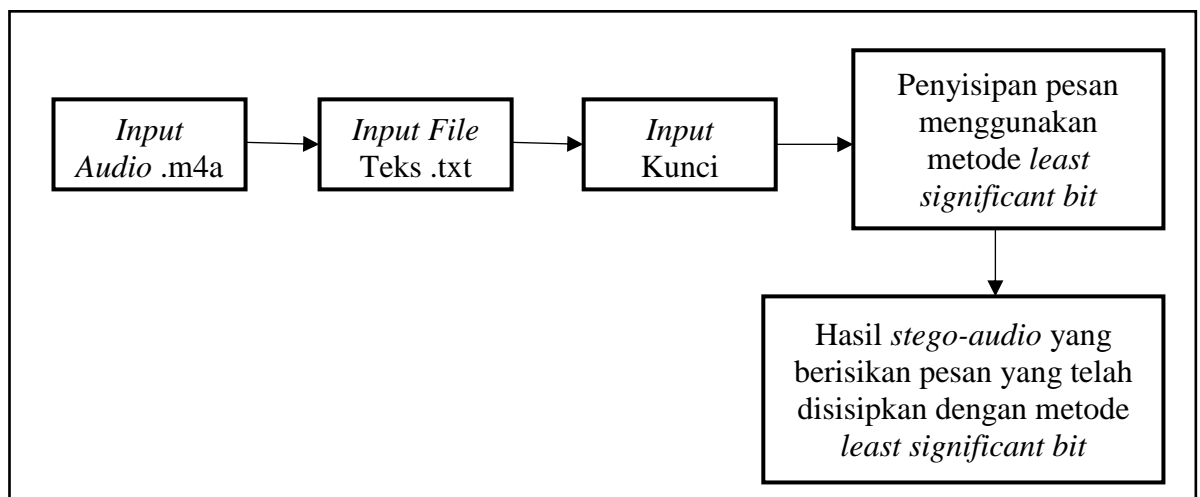 Input
Audio .m4a
Input File
Teks .txt
Input
Kunci
Penyisipan pesan
menggunakan
metode least
significant bit
Hasil stego-audio yang
berisikan pesan yang telah
disisipkan dengan metode
least significant bit